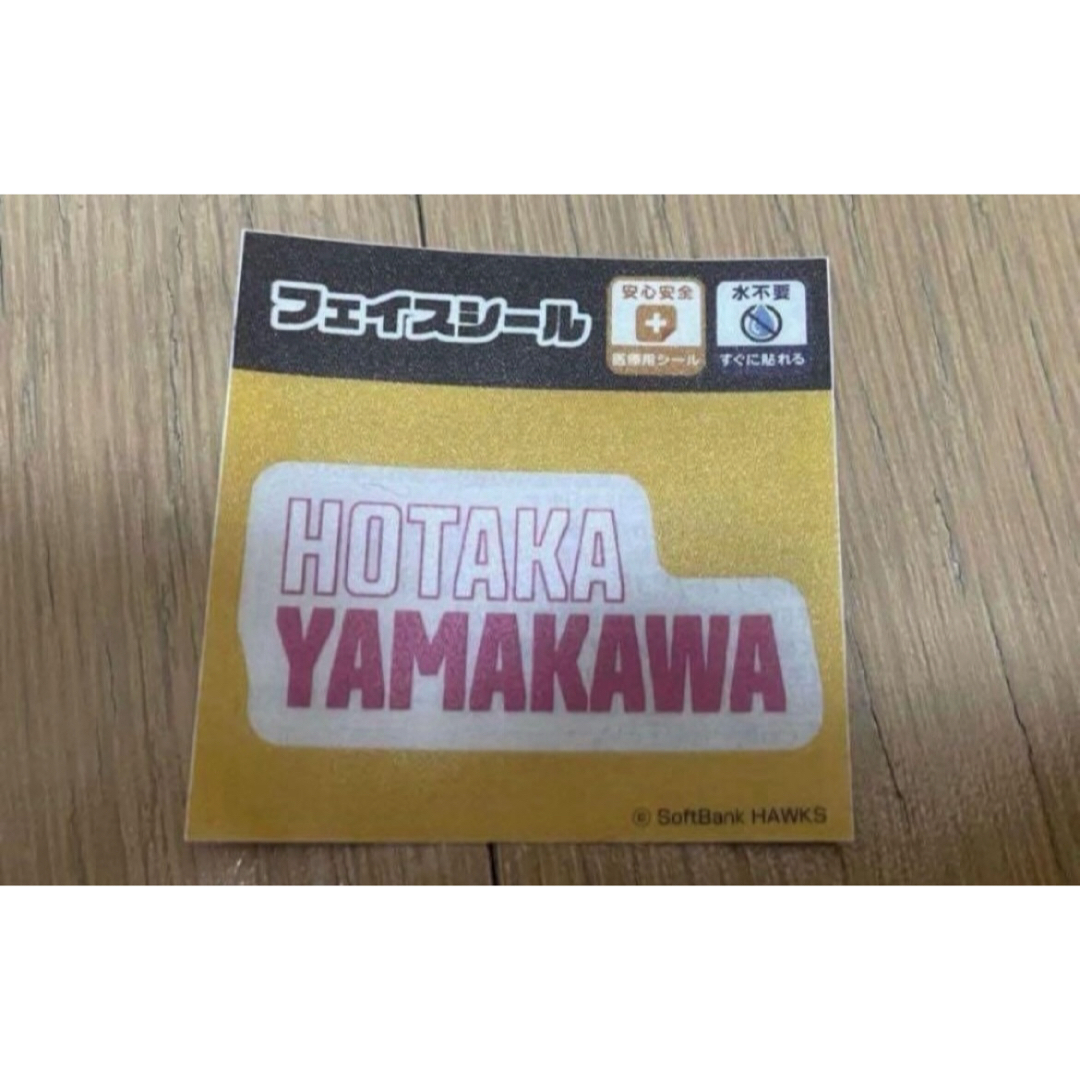 フェイスシール
安心安全
医療用シール
水不要
すぐに貼れる
HOTAKA
YAMAKAWA
© SoftBank HAWKS